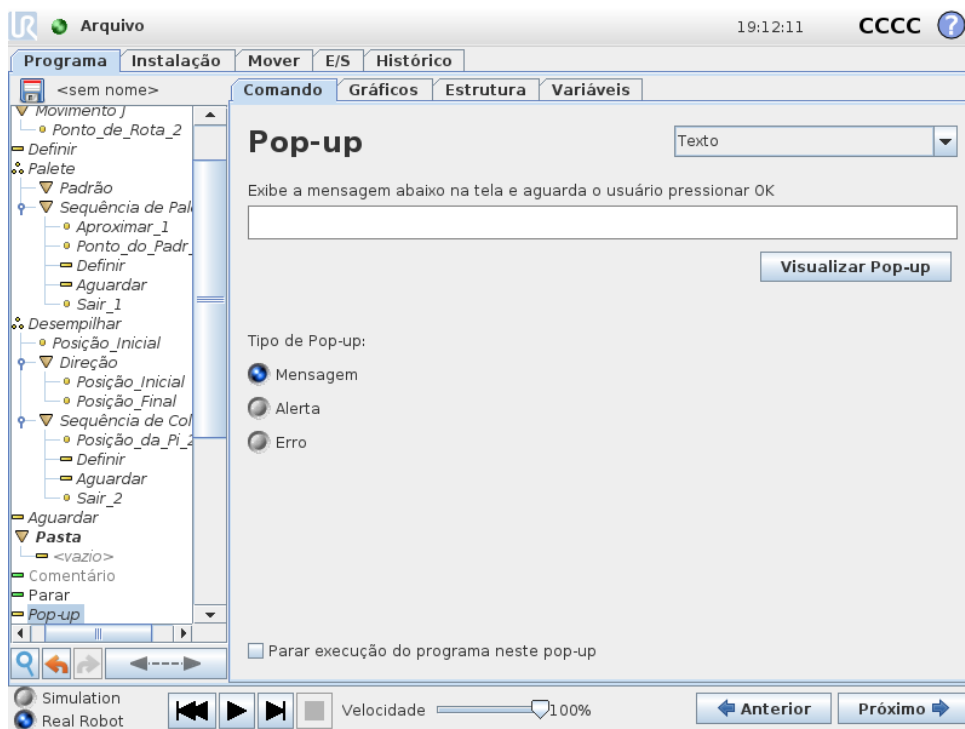 UR Arquivo 19:12:11 CCCC ?
Programa Instalação Mover E/S Histórico
<sem nome> Comando Gráficos Estrutura Variáveis
Movimento J
Ponto_de_Rota_2
Definir
Palete
Padrão
Sequência de Pal
Aproximar_1
Ponto_do_Padr_
Definir
Aguardar
Sair_1
Desempilhar
Posição_Inicial
Direção
Posição_Inicial
Posição_Final
Sequência de Col
Posição_da_Pi_2
Definir
Aguardar
Sair_2
Aguardar
Pasta
<vazio>
Comentário
Parar
Pop-up
Pop-up Texto
Exibe a mensagem abaixo na tela e aguarda o usuário pressionar OK
Visualizar Pop-up
Tipo de Pop-up:
Mensagem
Alerta
Erro
Parar execução do programa neste pop-up
Simulation
Real Robot
Velocidade 100%
Anterior Próximo